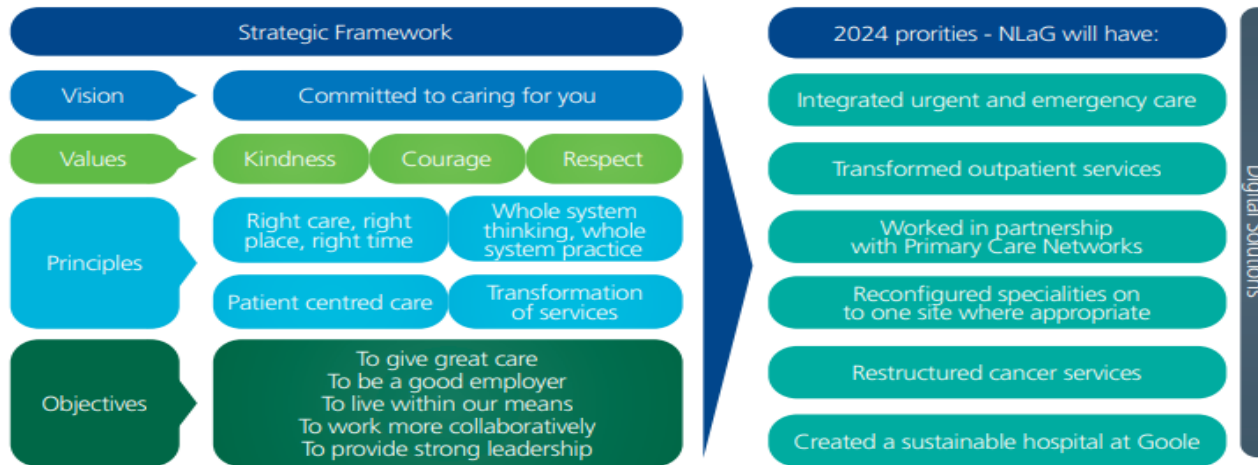 Strategic Framework
Vision
Committed to caring for you
Values
Kindness
Courage
Respect
Principles
Right care, right
place, right time
Whole system
thinking, whole
system practice
Patient centred care
Transformation
of services
Objectives
To give great care
To be a good employer
To live within our means
To work more collaboratively
To provide strong leadership
2024 prorities - NLaG will have:
Integrated urgent and emergency care
Transformed outpatient services
Worked in partnership
with Primary Care Networks
Reconfigured specialities on
to one site where appropriate
Restructured cancer services
Created a sustainable hospital at Goole
Digital Solutions